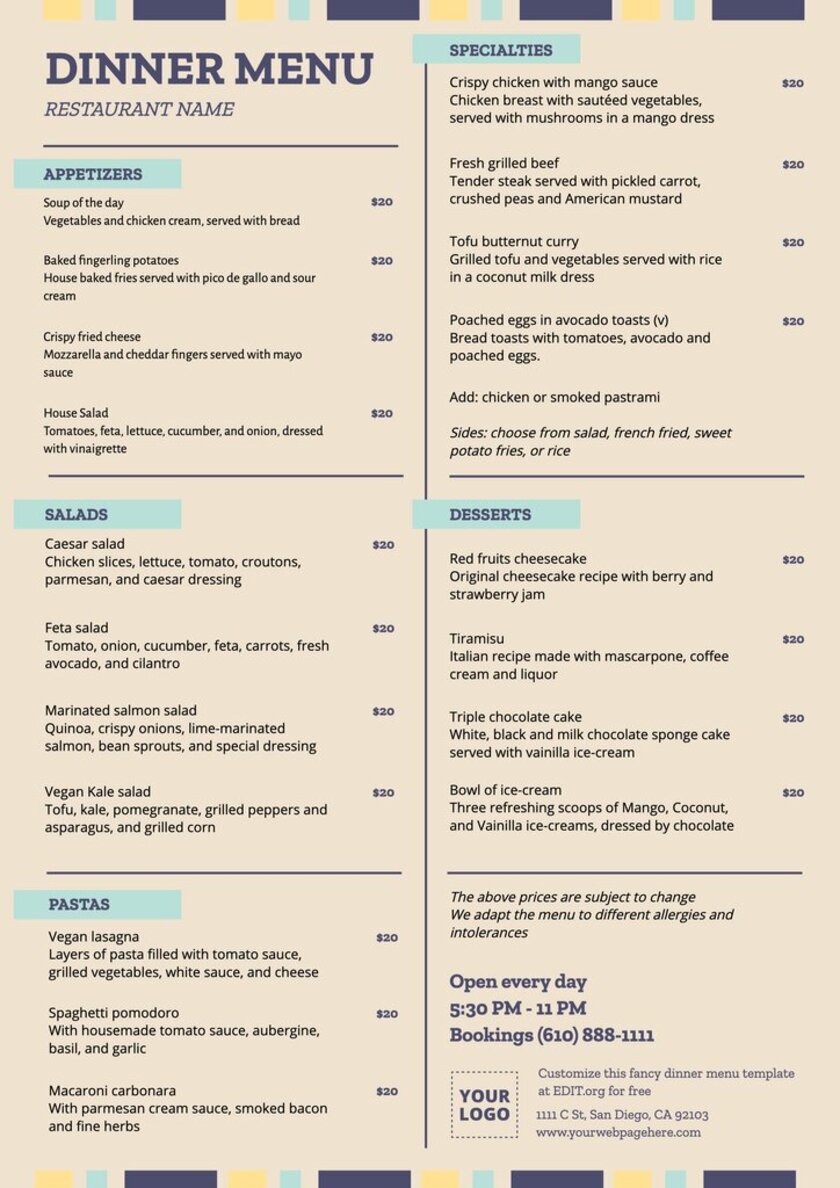 DINNER MENU
RESTAURANT NAME
APPETIZERS
Soup of the day $20
Vegetables and chicken cream, served with bread
Baked fingerling potatoes $20
House baked fries served with pico de gallo and sour
cream
Crispy fried cheese $20
Mozzarella and cheddar fingers served with mayo
sauce
House Salad $20
Tomatoes, feta, lettuce, cucumber, and onion, dressed
with vinaigrette
SALADS
Caesar salad $20
Chicken slices, lettuce, tomato, croutons,
parmesan, and caesar dressing
Feta salad $20
Tomato, onion, cucumber, feta, carrots, fresh
avocado, and cilantro
Marinated salmon salad $20
Quinoa, crispy onions, lime-marinated
salmon, bean sprouts, and special dressing
Vegan Kale salad $20
Tofu, kale, pomegranate, grilled peppers and
asparagus, and grilled corn
PASTAS
Vegan lasagna $20
Layers of pasta filled with tomato sauce,
grilled vegetables, white sauce, and cheese
Spaghetti pomodoro $20
With housemade tomato sauce, aubergine,
basil, and garlic
Macaroni carbonara $20
With parmesan cream sauce, smoked bacon
and fine herbs
SPECIALTIES
Crispy chicken with mango sauce $20
Chicken breast with sautéed vegetables,
served with mushrooms in a mango dress
Fresh grilled beef $20
Tender steak served with pickled carrot,
crushed peas and American mustard
Tofu butternut curry $20
Grilled tofu and vegetables served with rice
in a coconut milk dress
Poached eggs in avocado toasts (v) $20
Bread toasts with tomatoes, avocado and
poached eggs.
Add: chicken or smoked pastrami
Sides: choose from salad, french fried, sweet
potato fries, or rice
DESSERTS
Red fruits cheesecake $20
Original cheesecake recipe with berry and
strawberry jam
Tiramisu $20
Italian recipe made with mascarpone, coffee
cream and liquor
Triple chocolate cake $20
White, black and milk chocolate sponge cake
served with vainilla ice-cream
Bowl of ice-cream $20
Three refreshing scoops of Mango, Coconut,
and Vainilla ice-creams, dressed by chocolate
The above prices are subject to change
We adapt the menu to different allergies and
intolerances
Open every day
5:30 PM - 11 PM
Bookings (610) 888-1111
YOUR
LOGO
Customize this fancy dinner menu template
at EDIT.org for free
1111 C St, San Diego, CA 92103
www.yourwebpagehere.com